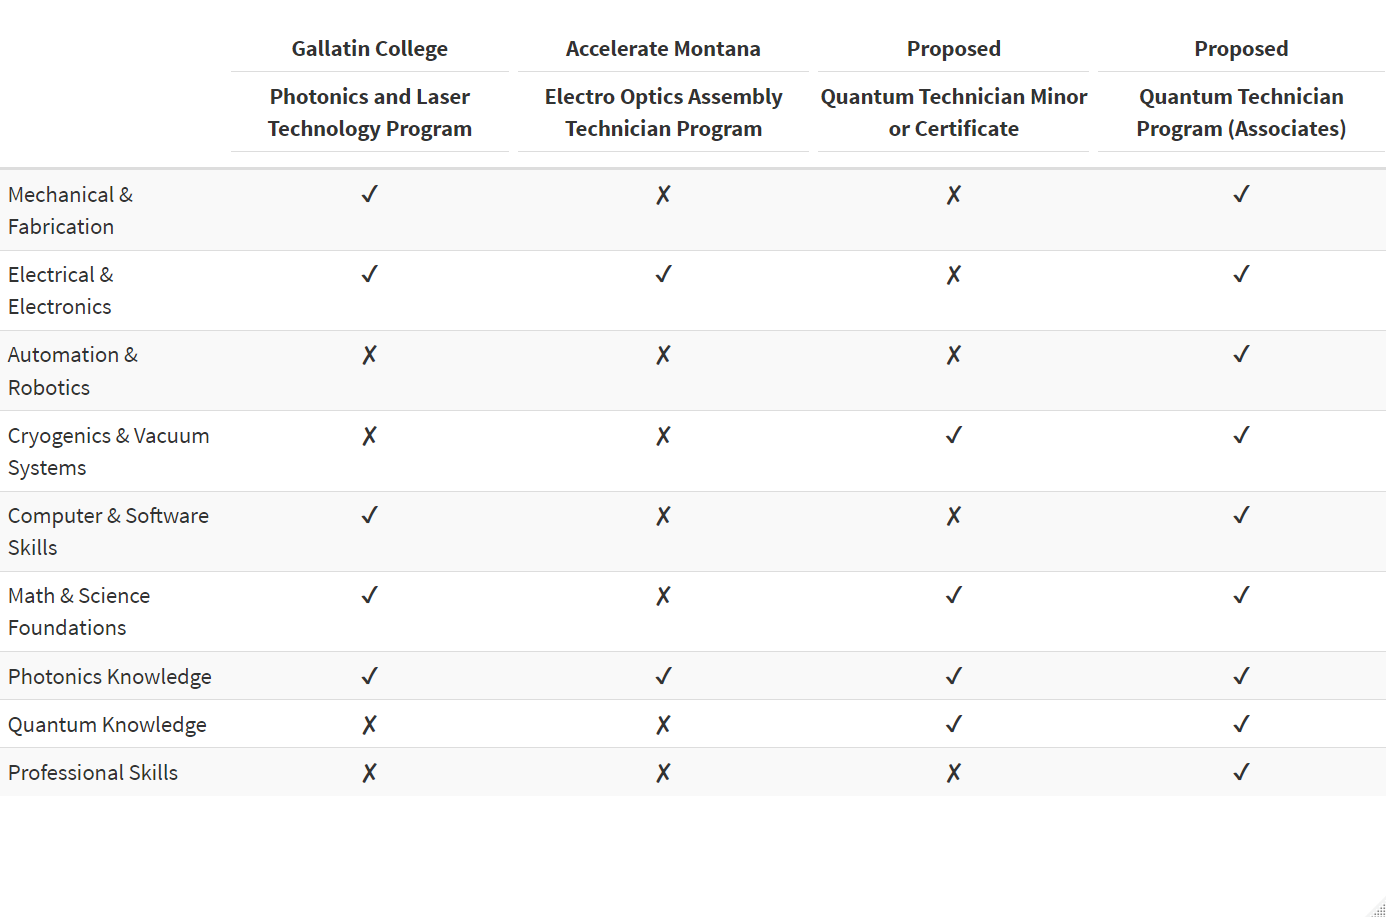 Gallatin College Accelerate Montana Proposed Proposed
Photonics and Laser Technology Program Electro Optics Assembly Technician Program Quantum Technician Minor or Certificate Quantum Technician Program (Associates)
Mechanical &
Fabrication ✓ ✗ ✗ ✓
Electrical &
Electronics ✓ ✓ ✗ ✓
Automation &
Robotics ✗ ✗ ✗ ✓
Cryogenics & Vacuum
Systems ✗ ✗ ✓ ✓
Computer & Software
Skills ✓ ✗ ✗ ✓
Math & Science
Foundations ✓ ✗ ✓ ✓
Photonics Knowledge ✓ ✓ ✓ ✓
Quantum Knowledge ✗ ✗ ✓ ✓
Professional Skills ✗ ✗ ✗ ✓